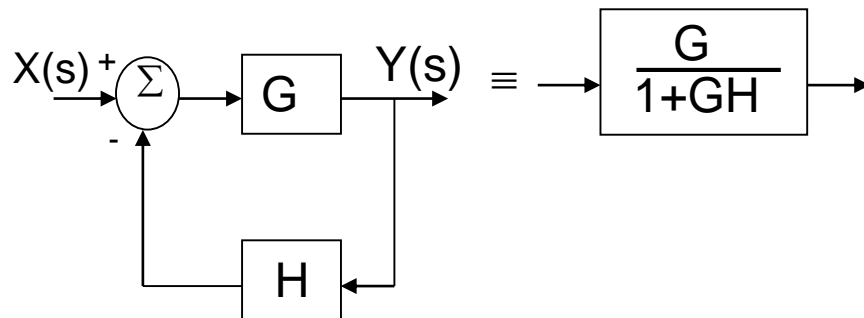 X(s) + Σ G Y(s) ≡ G
1+GH
-
H